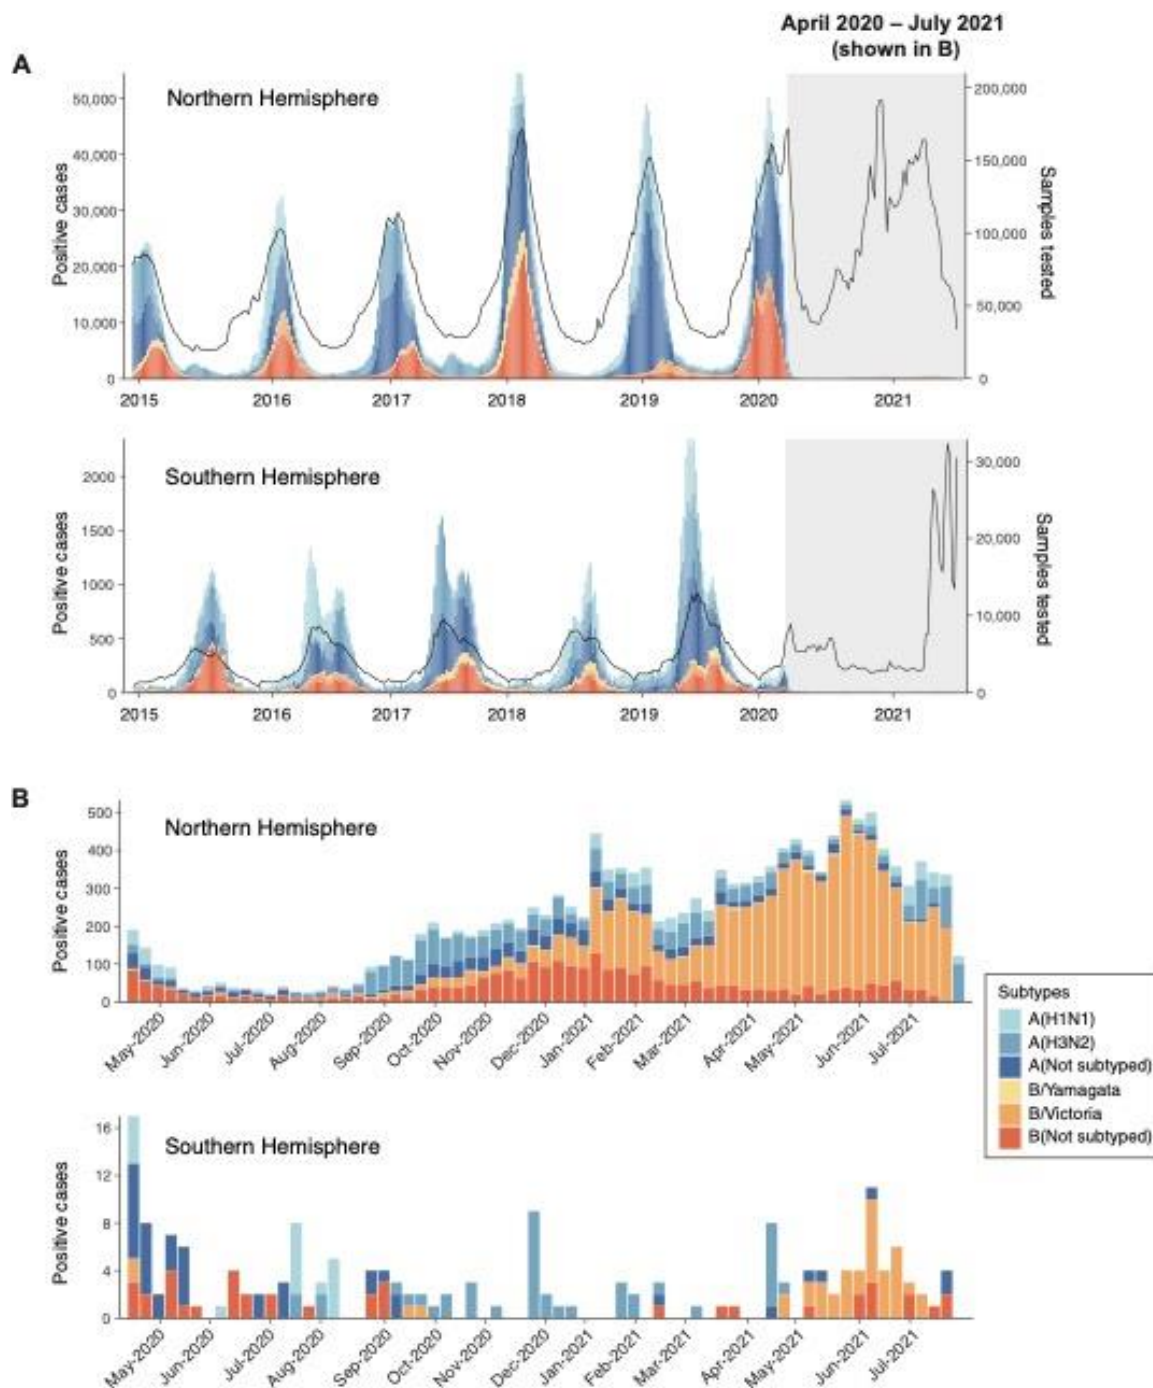 April 2020 – July 2021
(shown in B)
A
Northern Hemisphere
Positive cases
50,000
40,000
30,000
20,000
10,000
0
200,000
150,000
100,000
50,000
0
Samples tested
2015 2016 2017 2018 2019 2020 2021
Southern Hemisphere
Positive cases
2000
1500
1000
500
0
30,000
20,000
10,000
0
Samples tested
2015 2016 2017 2018 2019 2020 2021
B
Northern Hemisphere
Positive cases
500
400
300
200
100
0
May-2020 Jun-2020 Jul-2020 Aug-2020 Sep-2020 Oct-2020 Nov-2020 Dec-2020 Jan-2021 Feb-2021 Mar-2021 Apr-2021 May-2021 Jun-2021 Jul-2021
Subtypes
A(H1N1)
A(H3N2)
A(Not subtyped)
B/Yamagata
B/Victoria
B(Not subtyped)
Southern Hemisphere
Positive cases
16
12
8
4
0
May-2020 Jun-2020 Jul-2020 Aug-2020 Sep-2020 Oct-2020 Nov-2020 Dec-2020 Jan-2021 Feb-2021 Mar-2021 Apr-2021 May-2021 Jun-2021 Jul-2021